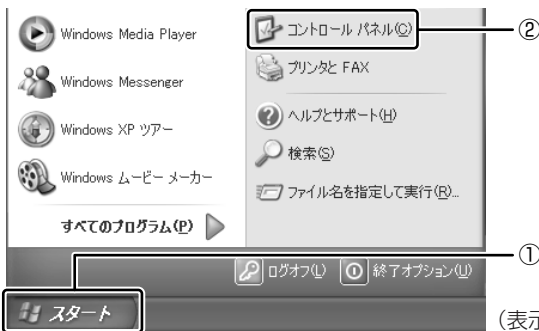 Windows Media Player
Windows Messenger
Windows XP ツアー
Windows ムービー メーカー
すべてのプログラム(P)
コントロール パネル(C)
②
プリンタと FAX
ヘルプとサポート(H)
検索(S)
ファイル名を指定して実行(R)...
ログオフ(L) 終了オプション(U)
①
スタート
(表示